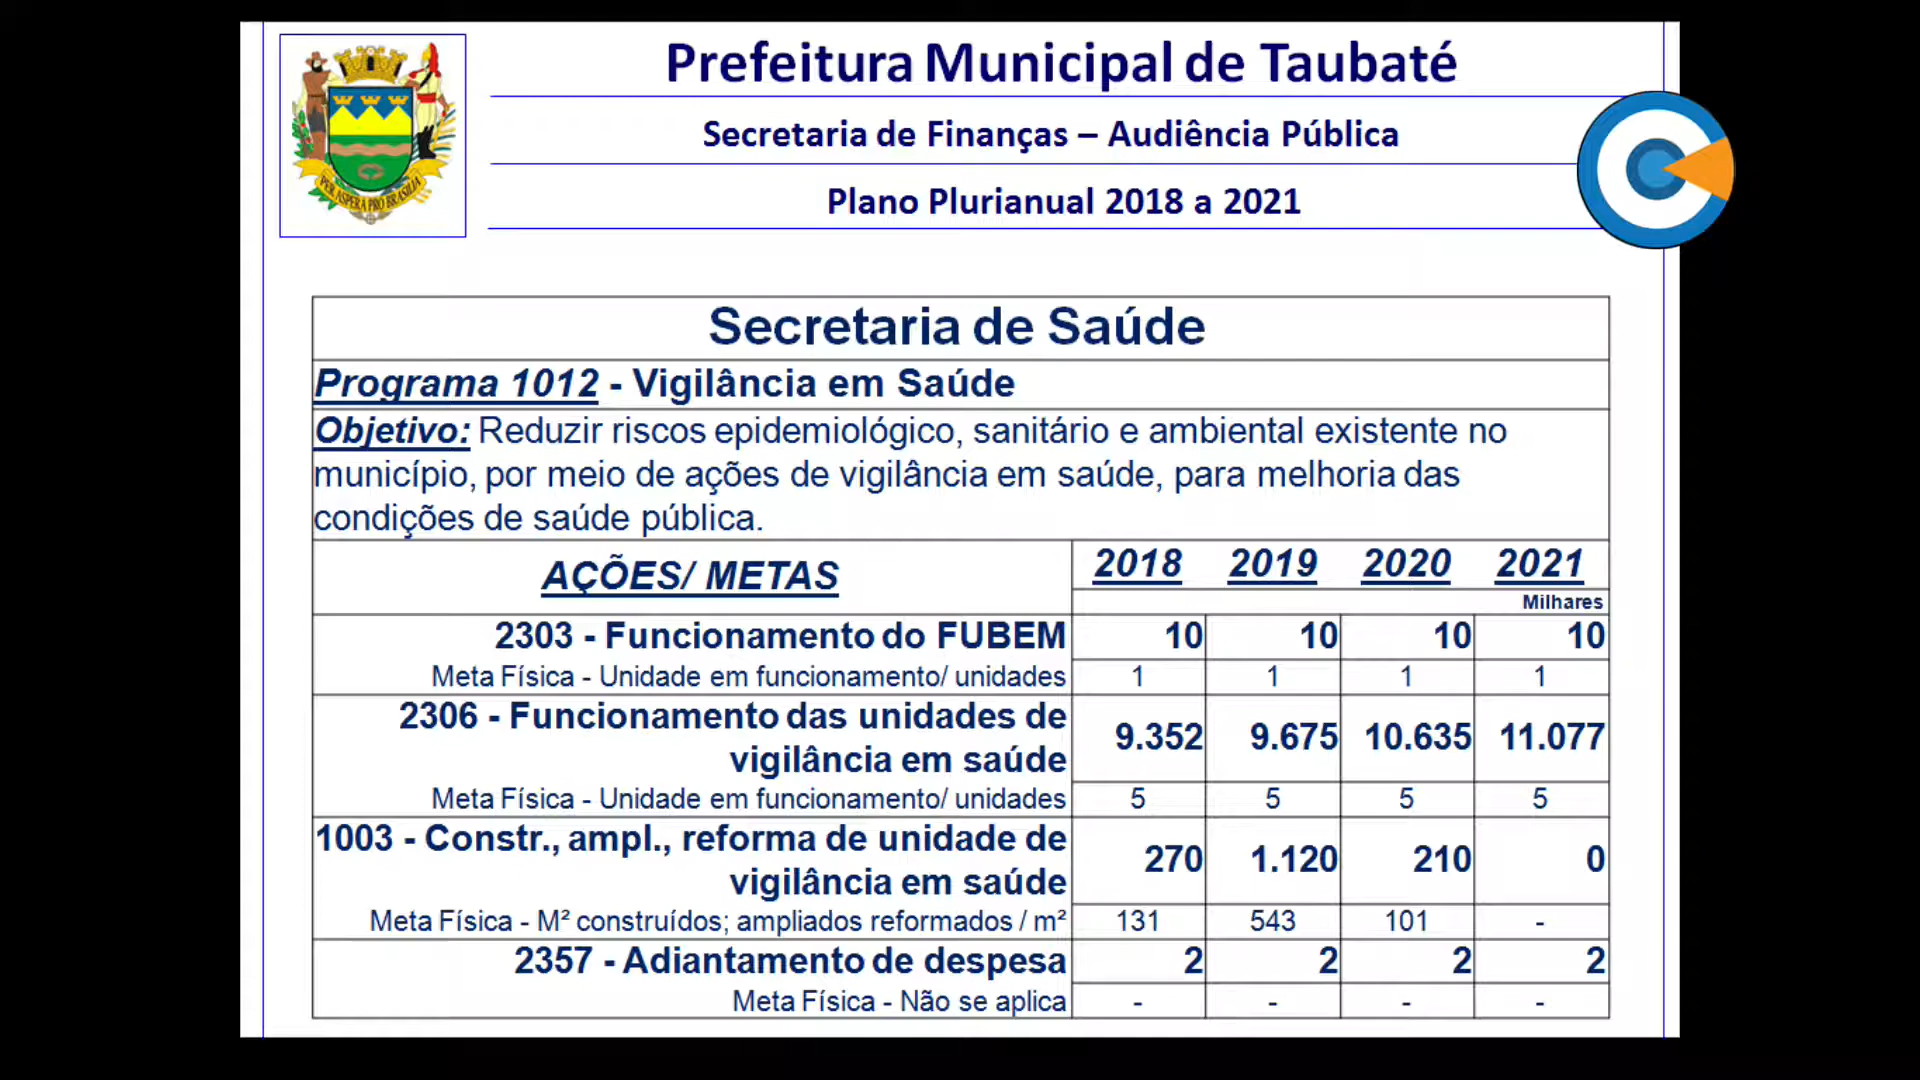 Prefeitura Municipal de Taubaté
Secretaria de Finanças – Audiência Pública
Plano Plurianual 2018 a 2021
PER ASPERA PRO BRASILIA
Secretaria de Saúde
Programa 1012 - Vigilância em Saúde
Objetivo: Reduzir riscos epidemiológico, sanitário e ambiental existente no
município, por meio de ações de vigilância em saúde, para melhoria das
condições de saúde pública.
AÇÕES/ METAS 2018 2019 2020 2021
Milhares
2303 - Funcionamento do FUBEM 10 10 10 10
Meta Física - Unidade em funcionamento/ unidades 1 1 1 1
2306 - Funcionamento das unidades de
vigilância em saúde 9.352 9.675 10.635 11.077
Meta Física - Unidade em funcionamento/ unidades 5 5 5 5
1003 - Constr., ampl., reforma de unidade de
vigilância em saúde 270 1.120 210 0
Meta Física - M² construídos; ampliados reformados / m² 131 543 101 -
2357 - Adiantamento de despesa 2 2 2 2
Meta Física - Não se aplica - - - -